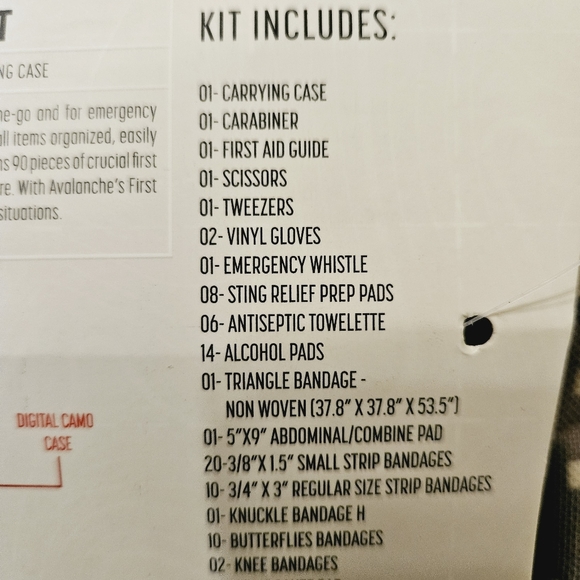 T
KIT INCLUDES:
NG CASE
ne-go and for emergency
all items organized, easily
ns 90 pieces of crucial first
re. With Avalanche's First
situations.
01- CARRYING CASE
01- CARABINER
01- FIRST AID GUIDE
01- SCISSORS
01- TWEEZERS
02- VINYL GLOVES
01- EMERGENCY WHISTLE
08- STING RELIEF PREP PADS
06- ANTISEPTIC TOWELETTE
14- ALCOHOL PADS
01- TRIANGLE BANDAGE -
NON WOVEN (37.8" X 37.8" X 53.5")
01- 5"X9" ABDOMINAL/COMBINE PAD
20-3/8"X 1.5" SMALL STRIP BANDAGES
10- 3/4" X 3" REGULAR SIZE STRIP BANDAGES
01- KNUCKLE BANDAGE H
10- BUTTERFLIES BANDAGES
02- KNEE BANDAGES
DIGITAL CAMO
CASE